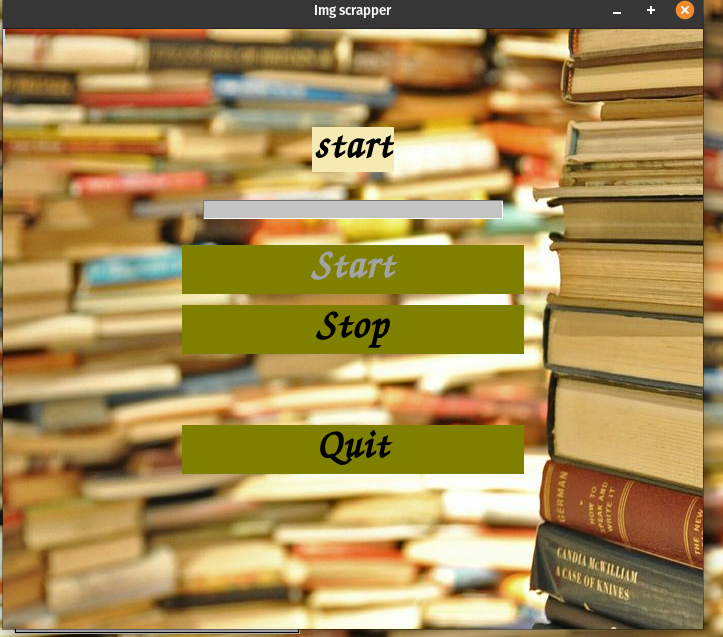 Img scrapper
start
Start
Stop
Quit
GERMAN
HOW TO
SPEAK AND
WRITE IT
THE NEW
CANDIA McWILLIAM
A CASE OF KNIVES